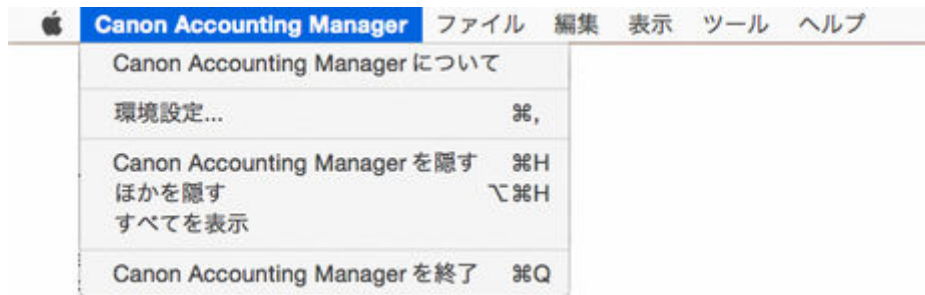 Canon Accounting Manager ファイル 編集 表示 ツール ヘルプ
Canon Accounting Manager について
環境設定... ⌘,
Canon Accounting Manager を隠す ⌘H
ほかを隠す ⌥⌘H
すべてを表示
Canon Accounting Manager を終了 ⌘Q